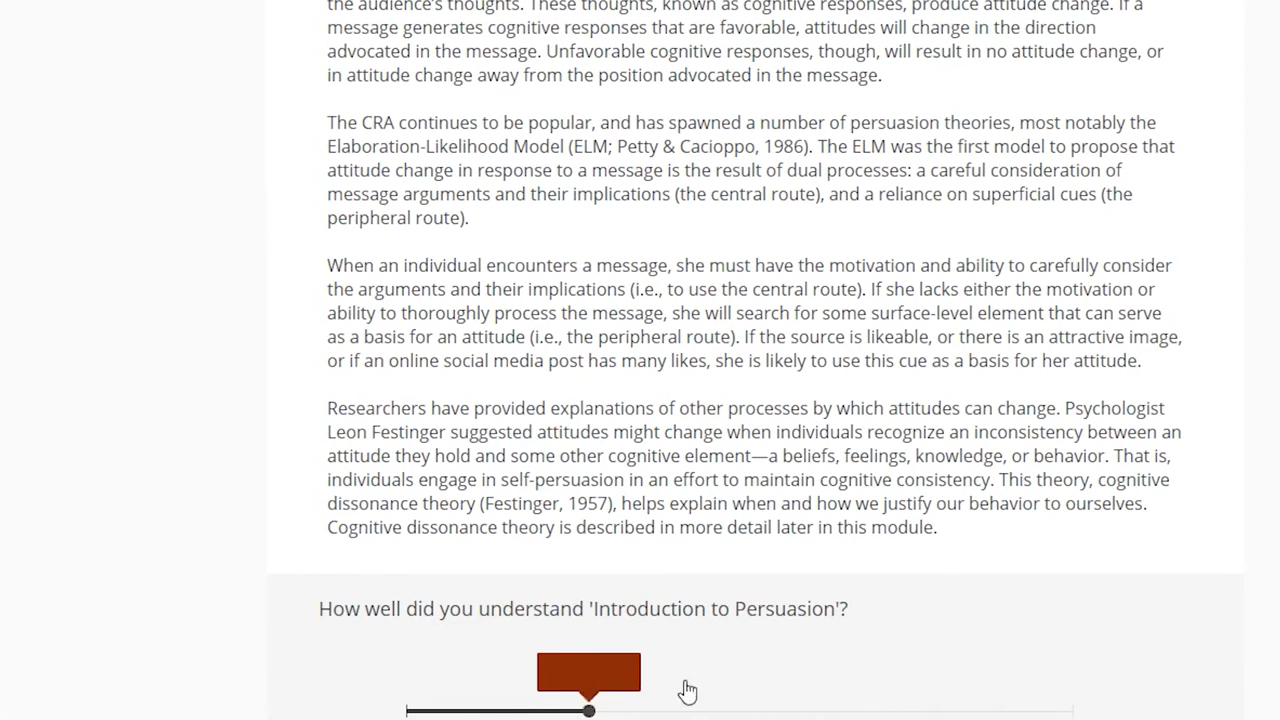 the audience's thoughts. These thoughts, known as cognitive responses, produce attitude change. If a
message generates cognitive responses that are favorable, attitudes will change in the direction
advocated in the message. Unfavorable cognitive responses, though, will result in no attitude change, or
in attitude change away from the position advocated in the message.
The CRA continues to be popular, and has spawned a number of persuasion theories, most notably the
Elaboration-Likelihood Model (ELM; Petty & Cacioppo, 1986). The ELM was the first model to propose that
attitude change in response to a message is the result of dual processes: a careful consideration of
message arguments and their implications (the central route), and a reliance on superficial cues (the
peripheral route).
When an individual encounters a message, she must have the motivation and ability to carefully consider
the arguments and their implications (i.e., to use the central route). If she lacks either the motivation or
ability to thoroughly process the message, she will search for some surface-level element that can serve
as a basis for an attitude (i.e., the peripheral route). If the source is likeable, or there is an attractive image,
or if an online social media post has many likes, she is likely to use this cue as a basis for her attitude.
Researchers have provided explanations of other processes by which attitudes can change. Psychologist
Leon Festinger suggested attitudes might change when individuals recognize an inconsistency between an
attitude they hold and some other cognitive element—a beliefs, feelings, knowledge, or behavior. That is,
individuals engage in self-persuasion in an effort to maintain cognitive consistency. This theory, cognitive
dissonance theory (Festinger, 1957), helps explain when and how we justify our behavior to ourselves.
Cognitive dissonance theory is described in more detail later in this module.
How well did you understand 'Introduction to Persuasion'?